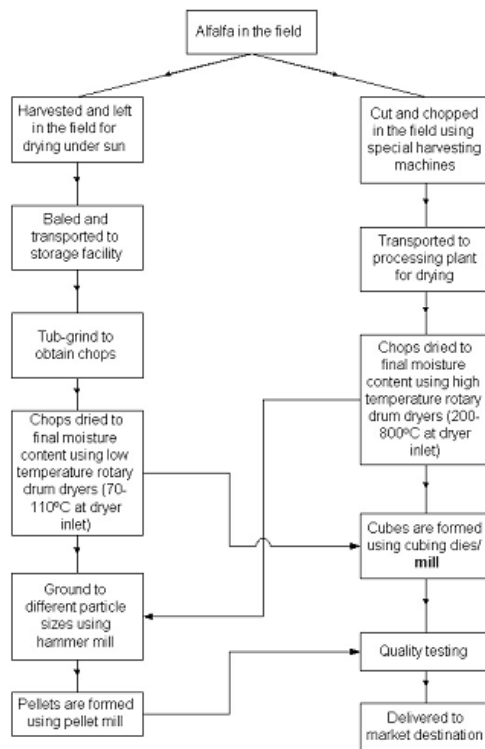 Alfalfa in the field
Harvested and left
in the field for
drying under sun
Baled and
transported to
storage facility
Tub-grind to
obtain chops
Chops dried to
final moisture
content using low
temperature rotary
drum dryers (70-
110ºC at dryer
inlet)
Ground to
different particle
sizes using
hammer mill
Pellets are formed
using pellet mill
Cut and chopped
in the field using
special harvesting
machines
Transported to
processing plant
for drying
Chops dried to
final moisture
content using high
temperature rotary
drum dryers (200-
800ºC at dryer
inlet)
Cubes are formed
using cubing dies/
mill
Quality testing
Delivered to
market destination